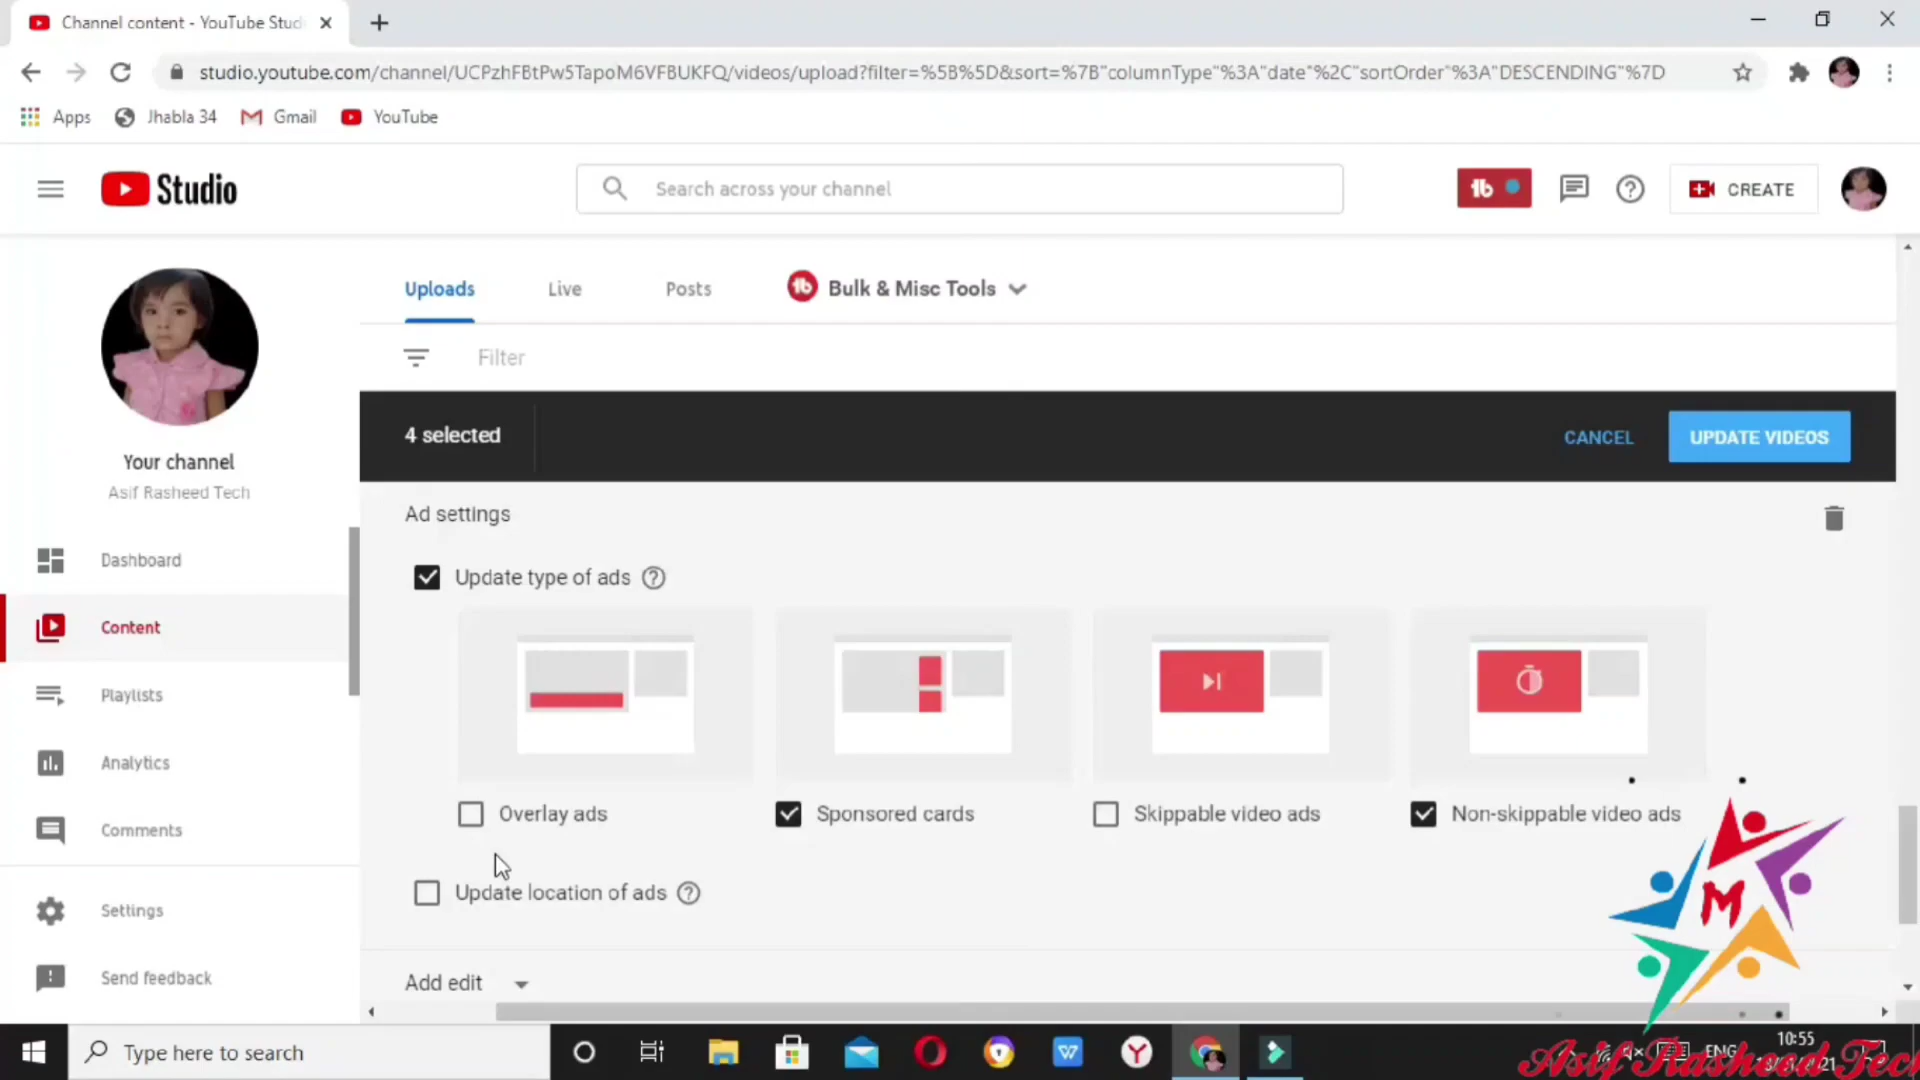 Channel content - YouTube Stud
studio.youtube.com/channel/UCPzhFBtPw5TapoM6VFBUKFQ/videos/upload?filter=%5B%5D&sort=%7B"columnType"%3A"date"%2C"sortOrder"%3A"DESCENDING"%7D
Apps Jhabla 34 Gmail YouTube
Studio
Search across your channel
CREATE
Uploads Live Posts Bulk & Misc Tools
Filter
4 selected CANCEL UPDATE VIDEOS
Your channel
Asif Rasheed Tech
Dashboard
Content
Playlists
Analytics
Comments
Settings
Send feedback
Ad settings
Update type of ads
Overlay ads Sponsored cards Skippable video ads Non-skippable video ads
Update location of ads
Add edit
M
Type here to search
ENG
10:55
Asif Rasheed Tec